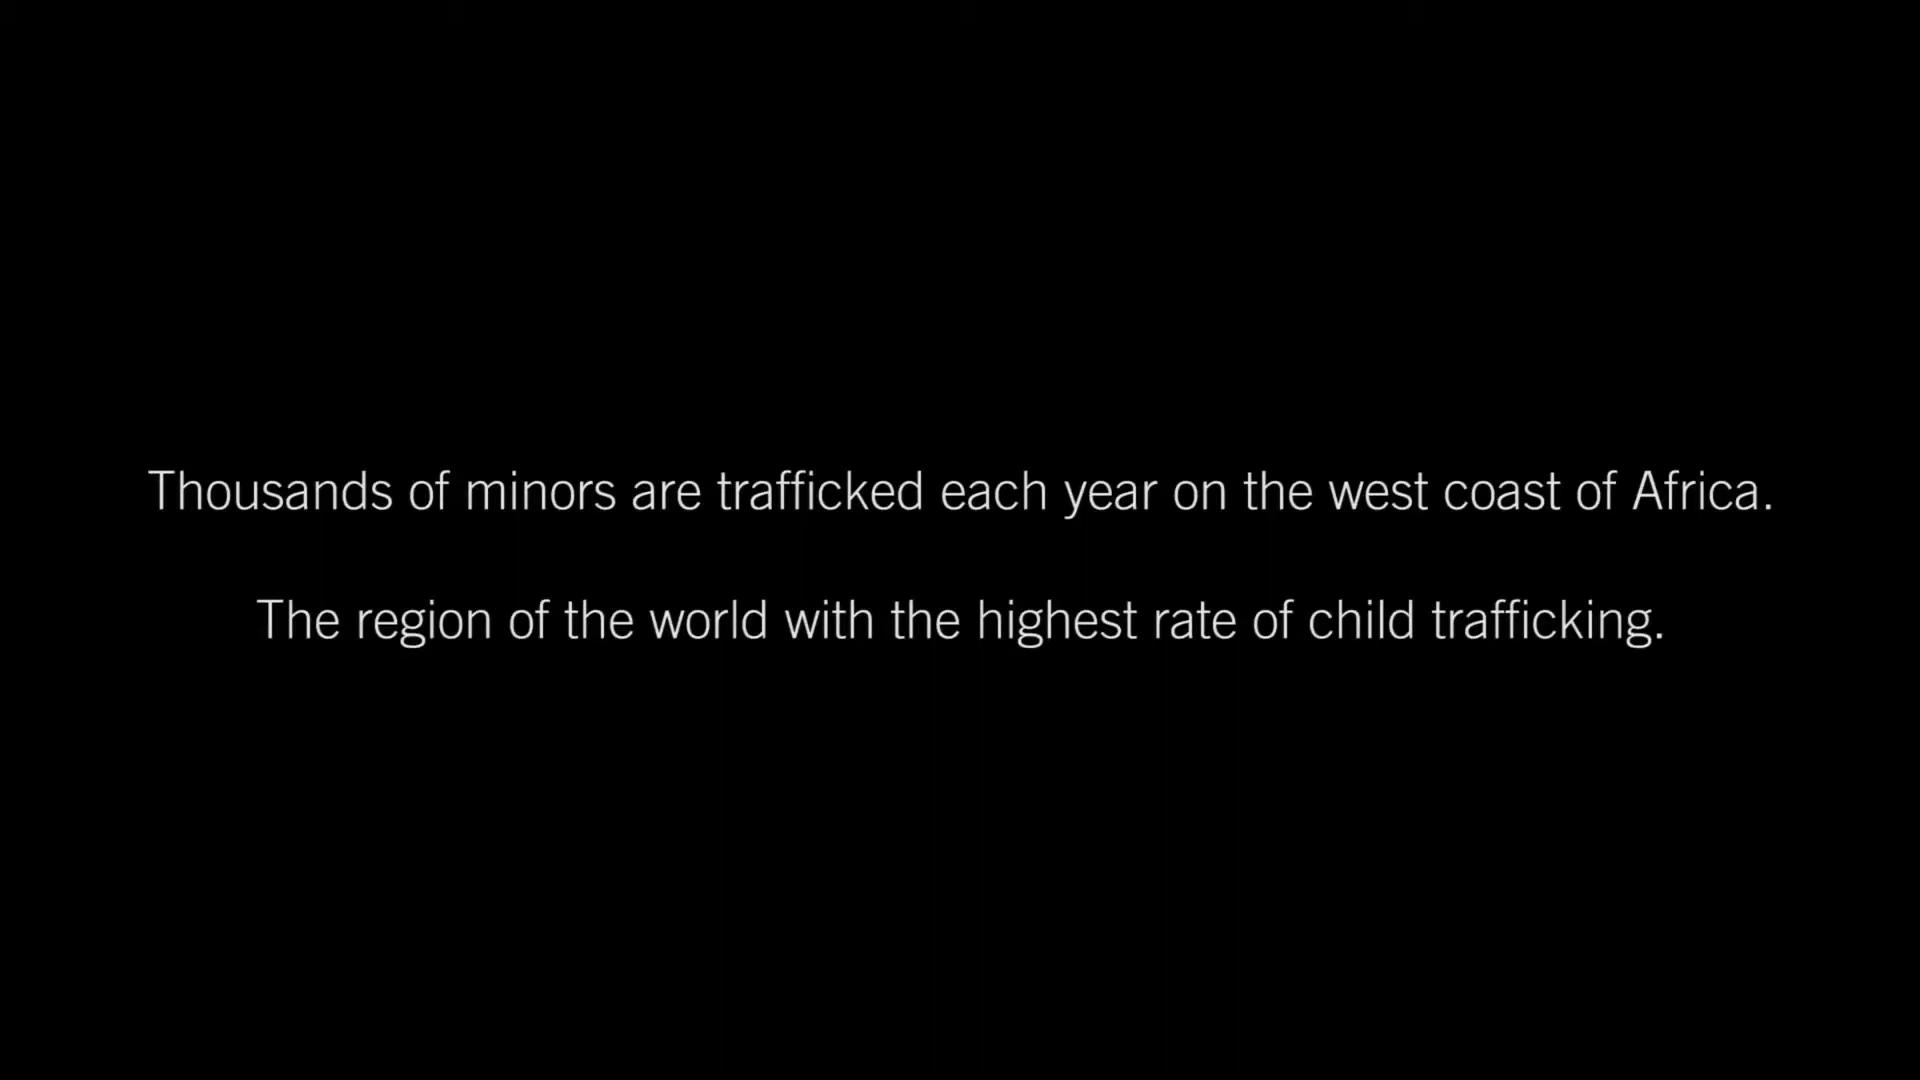 Thousands of minors are trafficked each year on the west coast of Africa.
The region of the world with the highest rate of child trafficking.